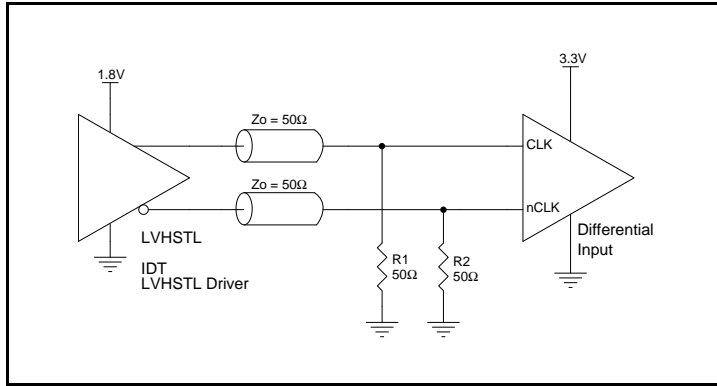 1.8V
3.3V
Zo = 50Ω
CLK
Zo = 50Ω
nCLK
LVHSTL
Differential
Input
IDT
LVHSTL Driver
R1
50Ω
R2
50Ω